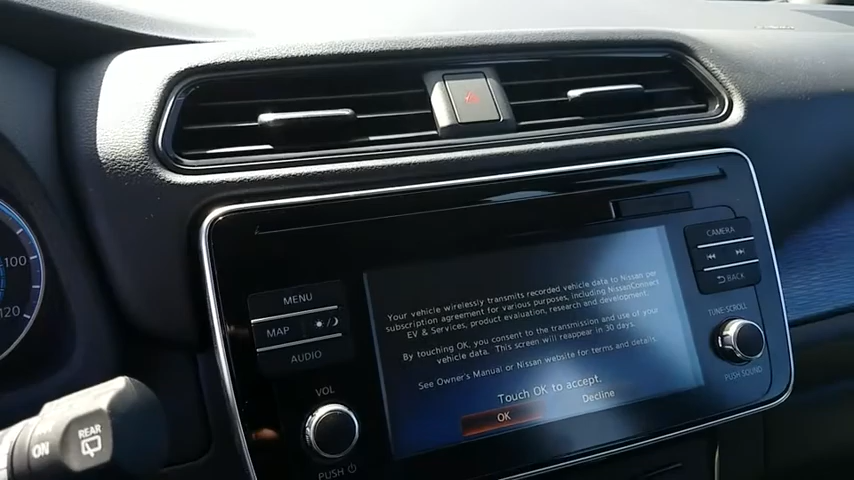 CAMERA
BACK
MENU
MAP
AUDIO
VOL
PUSH
TUNE·SCROLL
PUSH SOUND
Your vehicle wirelessly transmits recorded vehicle data to Nissan per
subscription agreement for various purposes, including NissanConnect
EV & Services, product evaluation, research and development.
By touching OK, you consent to the transmission and use of your
vehicle data. This screen will reappear in 30 days.
See Owner's Manual or Nissan website for terms and details.
Touch OK to accept.
OK
Decline
100
120
ON
REAR